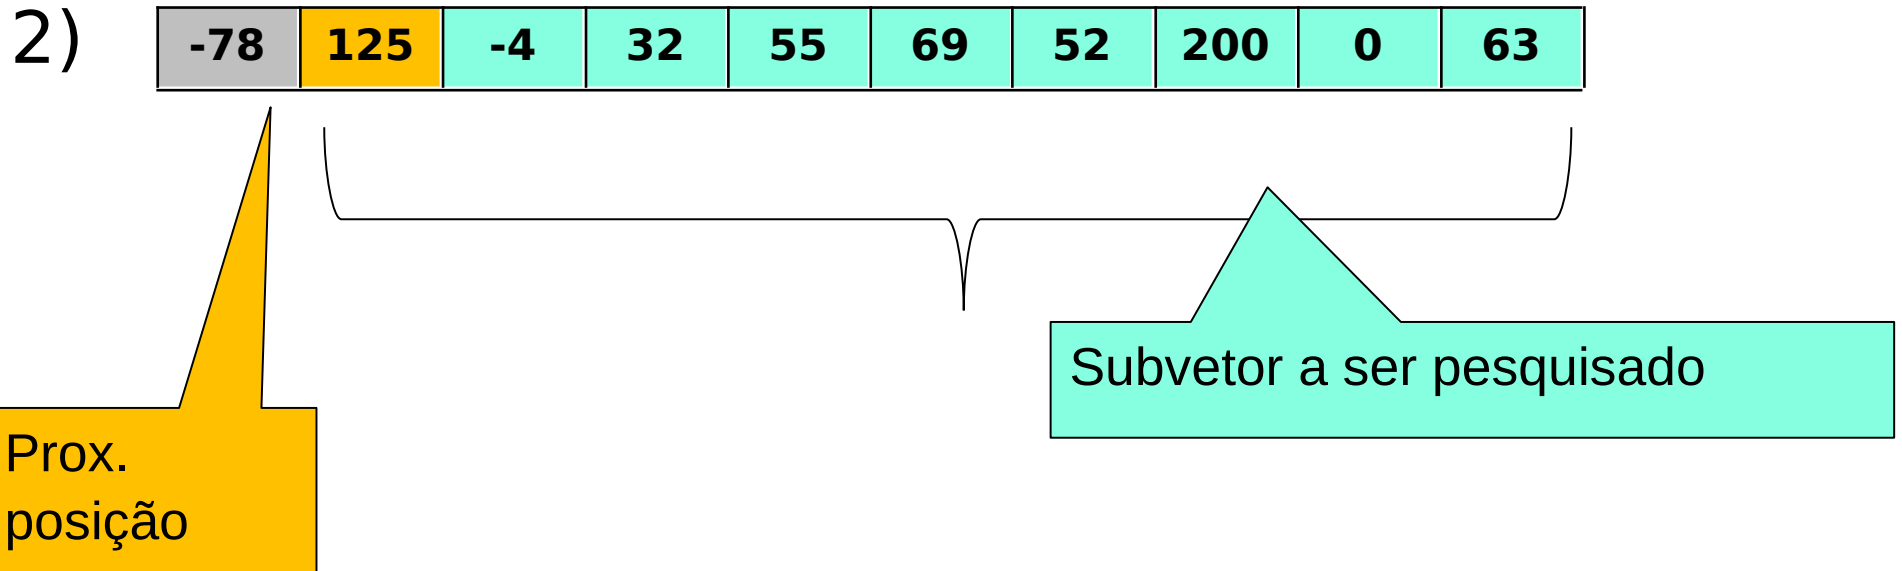 2) -78 125 -4 32 55 69 52 200 0 63
Subvetor a ser pesquisado
Prox.
posição